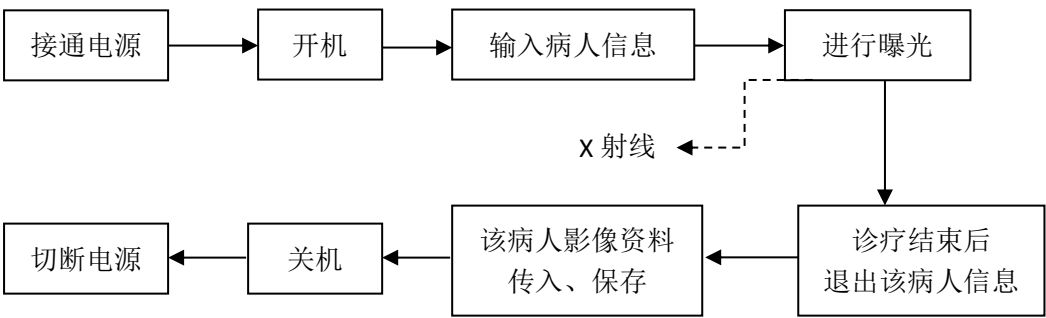 接通电源
开机
输入病人信息
进行曝光
X 射线
诊疗结束后
退出该病人信息
该病人影像资料
传入、保存
关机
切断电源